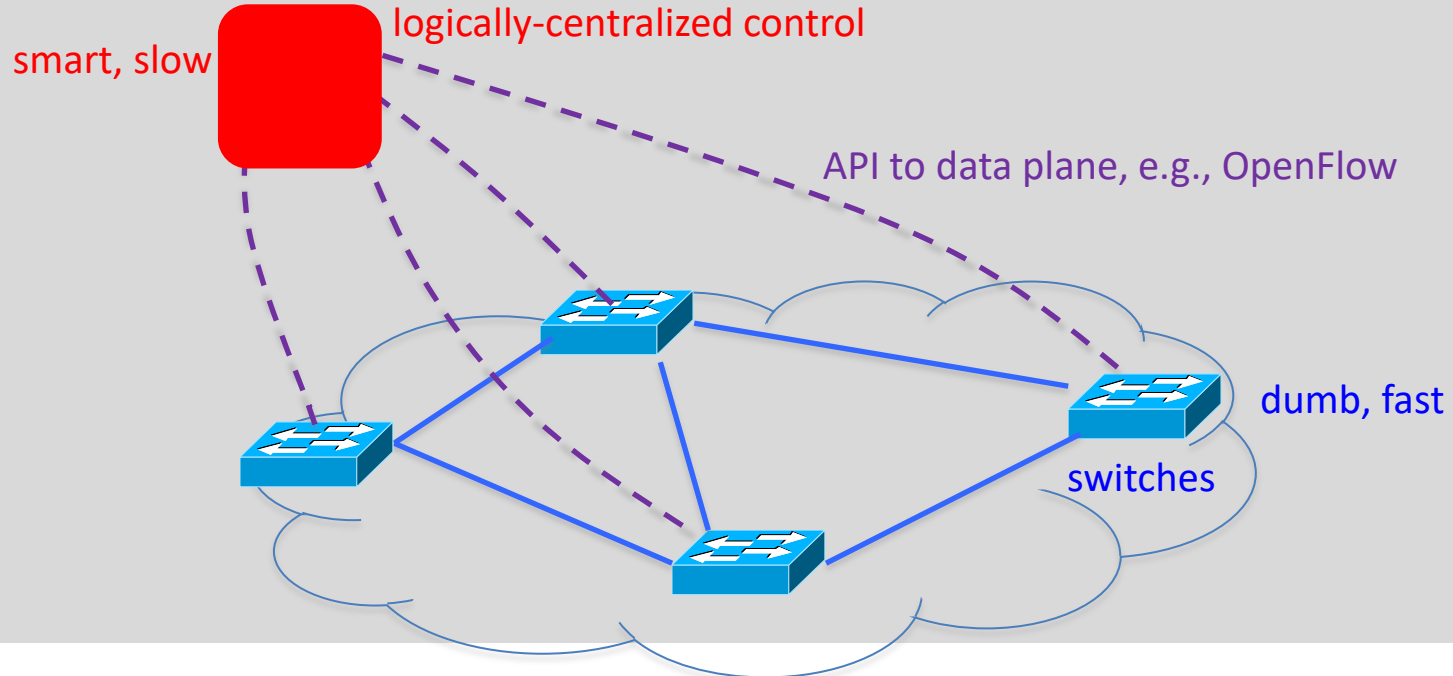 logically-centralized control
smart, slow
API to data plane, e.g., OpenFlow
dumb, fast
switches